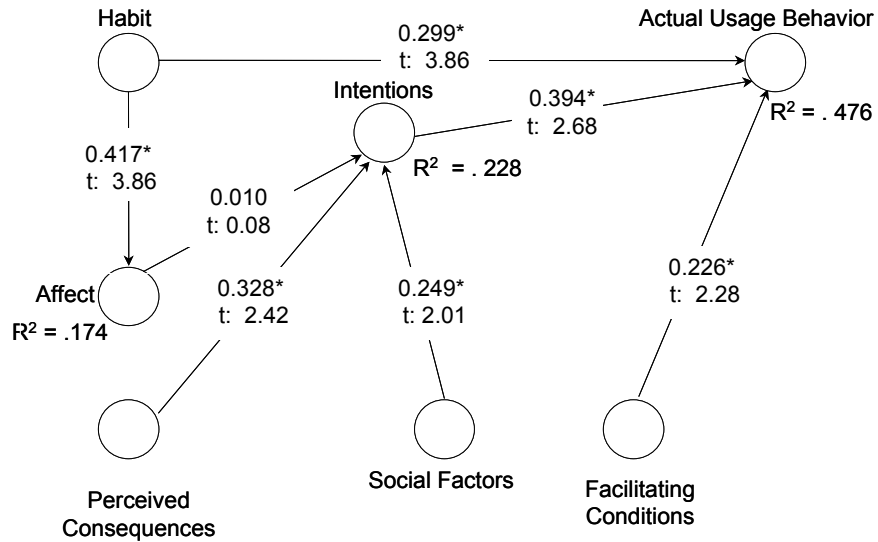 Habit
Actual Usage Behavior
0.299*
t: 3.86
Intentions
0.394*
t: 2.68
R² = . 476
R² = . 228
0.417*
t: 3.86
0.010
t: 0.08
Affect
R² = .174
0.328*
t: 2.42
0.249*
t: 2.01
0.226*
t: 2.28
Perceived
Consequences
Social Factors
Facilitating
Conditions